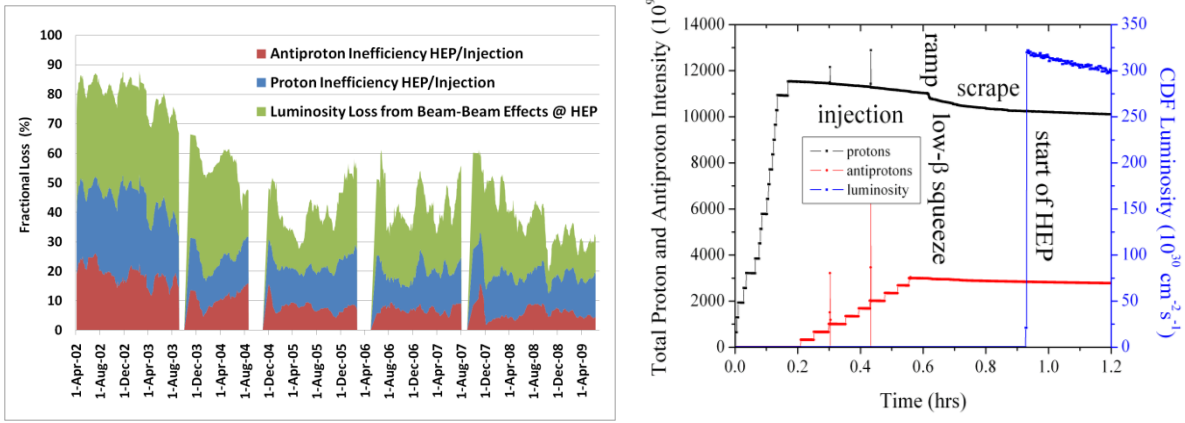 100
90
80
70
60
50
40
30
20
10
0
Fractional Loss (%)
Antiproton Inefficiency HEP/Injection
Proton Inefficiency HEP/Injection
Luminosity Loss from Beam-Beam Effects @ HEP
1-Apr-02
1-Aug-02
1-Dec-02
1-Apr-03
1-Aug-03
1-Dec-03
1-Apr-04
1-Aug-04
1-Dec-04
1-Apr-05
1-Aug-05
1-Dec-05
1-Apr-06
1-Aug-06
1-Dec-06
1-Apr-07
1-Aug-07
1-Dec-07
1-Apr-08
1-Aug-08
1-Dec-08
1-Apr-09
Total Proton and Antiproton Intensity (10
14000
12000
10000
8000
6000
4000
2000
0
injection
ramp
low-β squeeze
scrape
start of HEP
protons
antiprotons
luminosity
350
300
250
200
150
100
50
0
CDF Luminosity (10³⁰ cm⁻²s⁻¹)
0.0
0.2
0.4
0.6
0.8
1.0
1.2
Time (hrs)